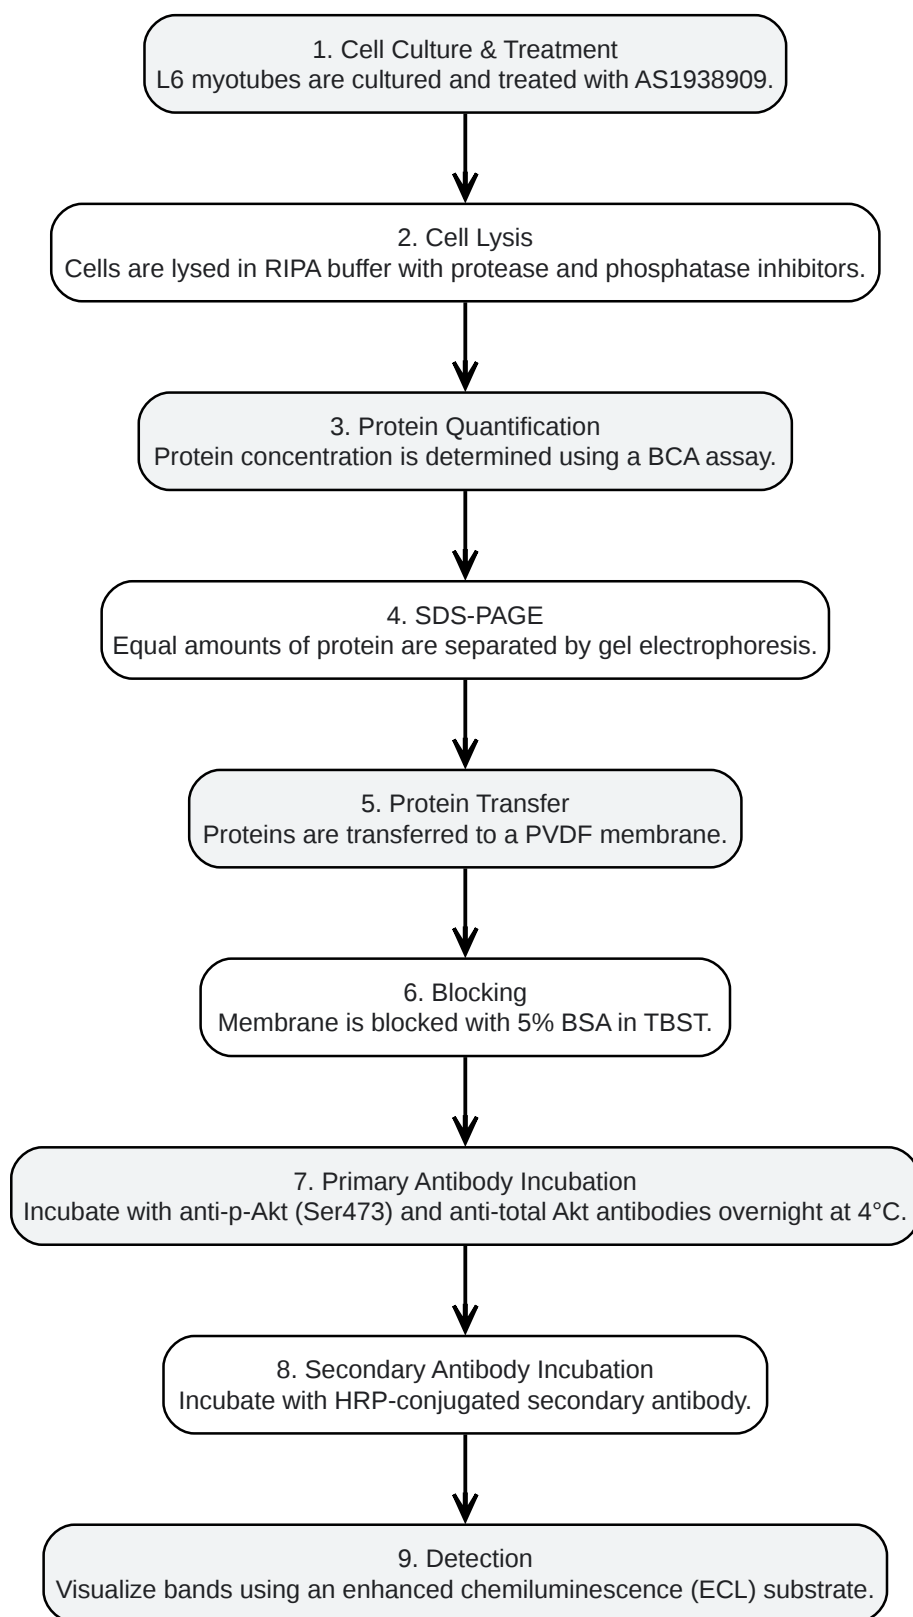 1. Cell Culture & Treatment
L6 myotubes are cultured and treated with AS1938909.
2. Cell Lysis
Cells are lysed in RIPA buffer with protease and phosphatase inhibitors.
3. Protein Quantification
Protein concentration is determined using a BCA assay.
4. SDS-PAGE
Equal amounts of protein are separated by gel electrophoresis.
5. Protein Transfer
Proteins are transferred to a PVDF membrane.
6. Blocking
Membrane is blocked with 5% BSA in TBST.
7. Primary Antibody Incubation
Incubate with anti-p-Akt (Ser473) and anti-total Akt antibodies overnight at 4°C.
8. Secondary Antibody Incubation
Incubate with HRP-conjugated secondary antibody.
9. Detection
Visualize bands using an enhanced chemiluminescence (ECL) substrate.